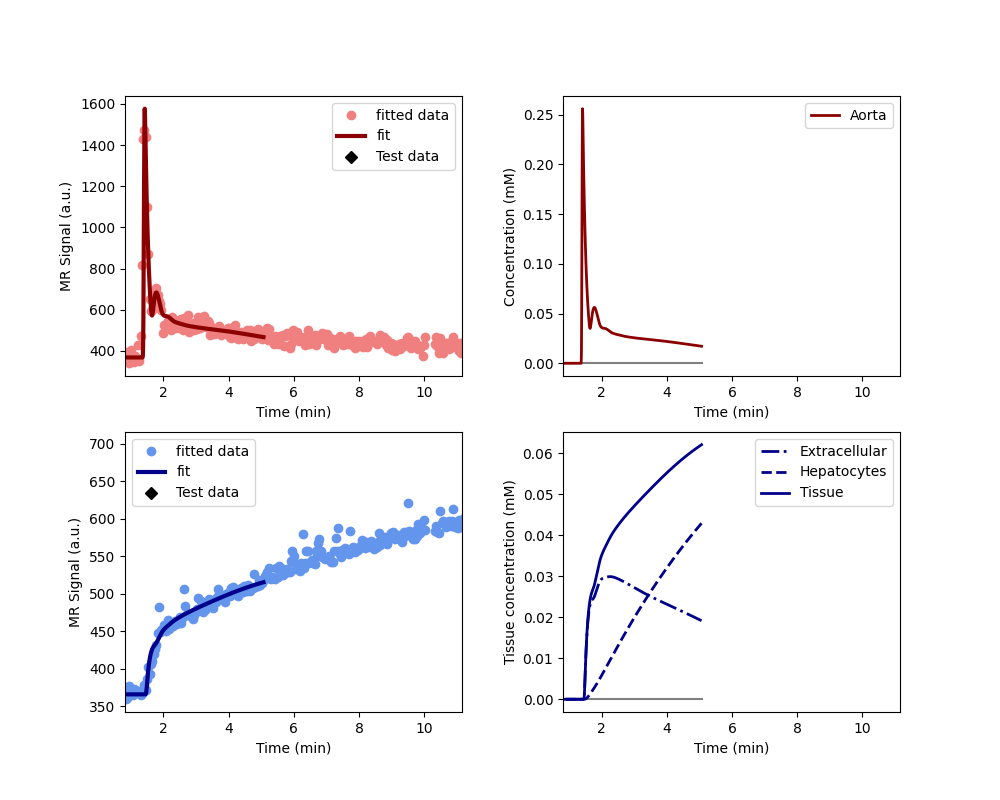 1600
1400
1200
1000
800
600
400
MR Signal (a.u.)
2 4 6 8 10
Time (min)
fitted data
fit
Test data
0.25
0.20
0.15
0.10
0.05
0.00
Concentration (mM)
2 4 6 8 10
Time (min)
Aorta
700
650
600
550
500
450
400
350
MR Signal (a.u.)
2 4 6 8 10
Time (min)
fitted data
fit
Test data
0.06
0.05
0.04
0.03
0.02
0.01
0.00
Tissue concentration (mM)
2 4 6 8 10
Time (min)
Extracellular
Hepatocytes
Tissue